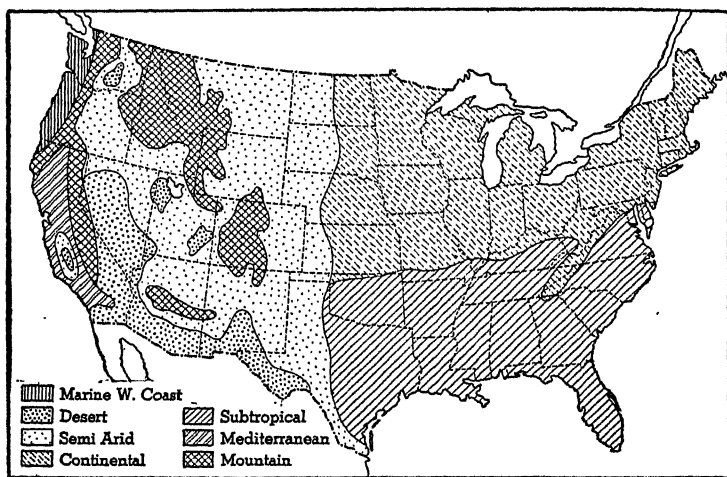 Marine W. Coast
Desert
Semi Arid
Continental
Subtropical
Mediterranean
Mountain